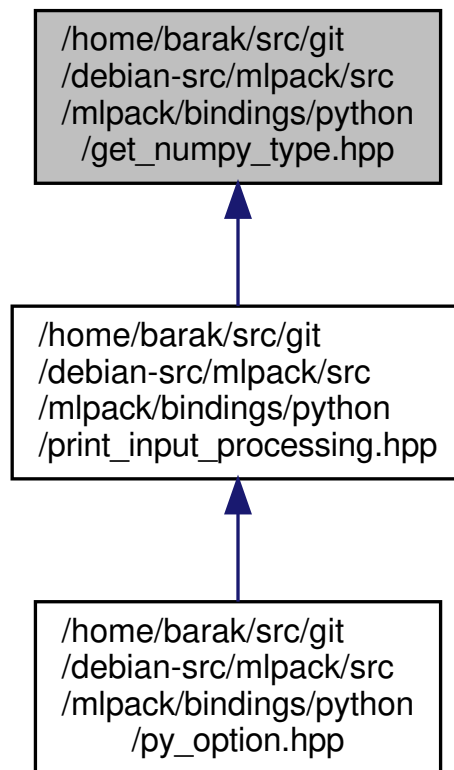 /home/barak/src/git
/debian-src/mlpack/src
/mlpack/bindings/python
/get_numpy_type.hpp
/home/barak/src/git
/debian-src/mlpack/src
/mlpack/bindings/python
/print_input_processing.hpp
/home/barak/src/git
/debian-src/mlpack/src
/mlpack/bindings/python
/py_option.hpp